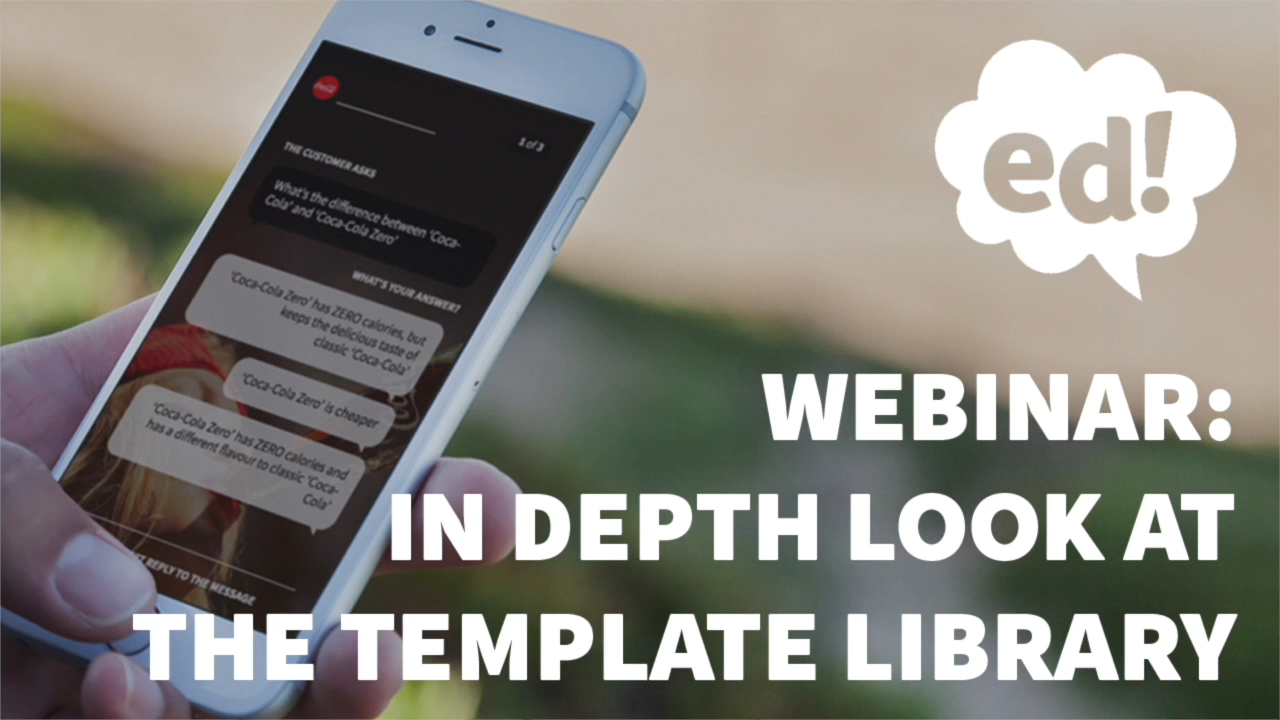 1 of 3
THE CUSTOMER ASKS
What's the difference between 'Coca-
Cola' and 'Coca-Cola Zero'
WHAT'S YOUR ANSWER?
'Coca-Cola Zero' has ZERO calories, but
keeps the delicious taste of
classic 'Coca-Cola'
'Coca-Cola Zero' is cheaper
'Coca-Cola Zero' has ZERO calories and
has a different flavour to classic 'Coca-
Cola'
REPLY TO THE MESSAGE
ed!
WEBINAR:
IN DEPTH LOOK AT
THE TEMPLATE LIBRARY